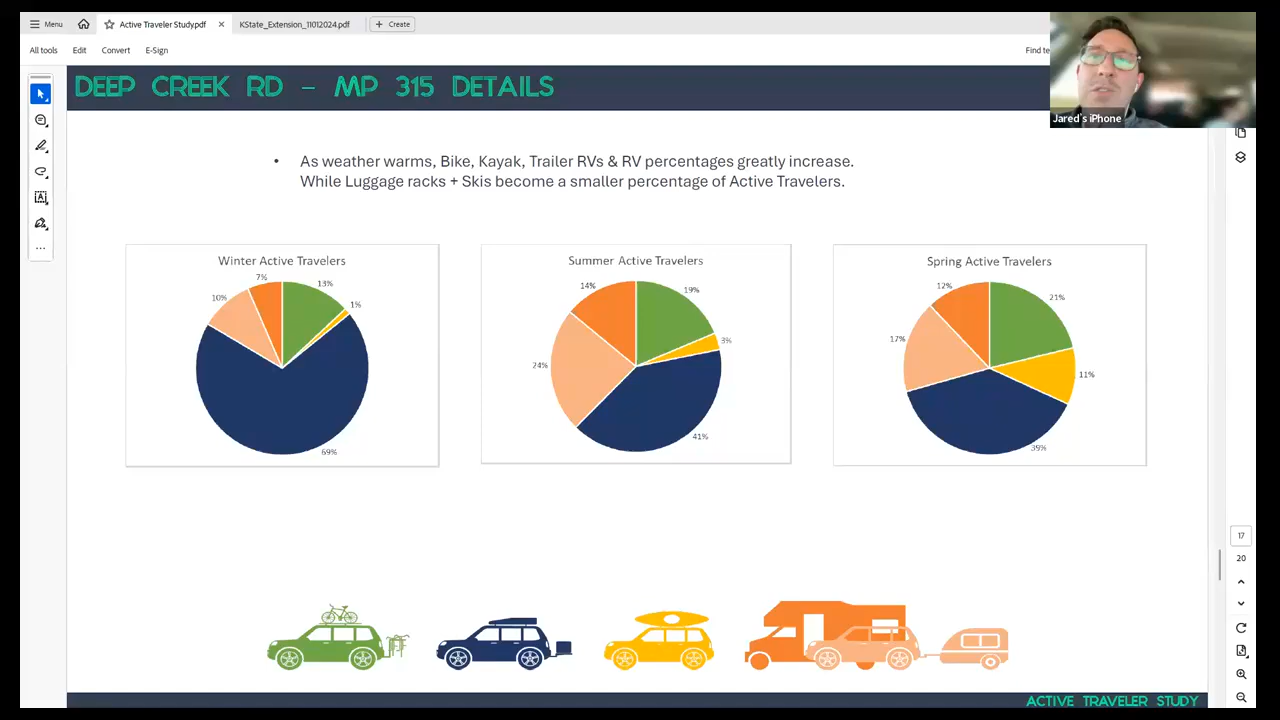 Menu
Active Traveler Study.pdf
KState_Extension_11012024.pdf
Create
All tools
Edit
Convert
E-Sign
Find te
Jared's iPhone
DEEP CREEK RD – MP 315 DETAILS
• As weather warms, Bike, Kayak, Trailer RVs & RV percentages greatly increase.
While Luggage racks + Skis become a smaller percentage of Active Travelers.
Winter Active Travelers
7%
13%
10%
1%
69%
Summer Active Travelers
14%
19%
3%
24%
41%
Spring Active Travelers
12%
21%
17%
11%
39%
17
20
ACTIVE TRAVELER STUDY